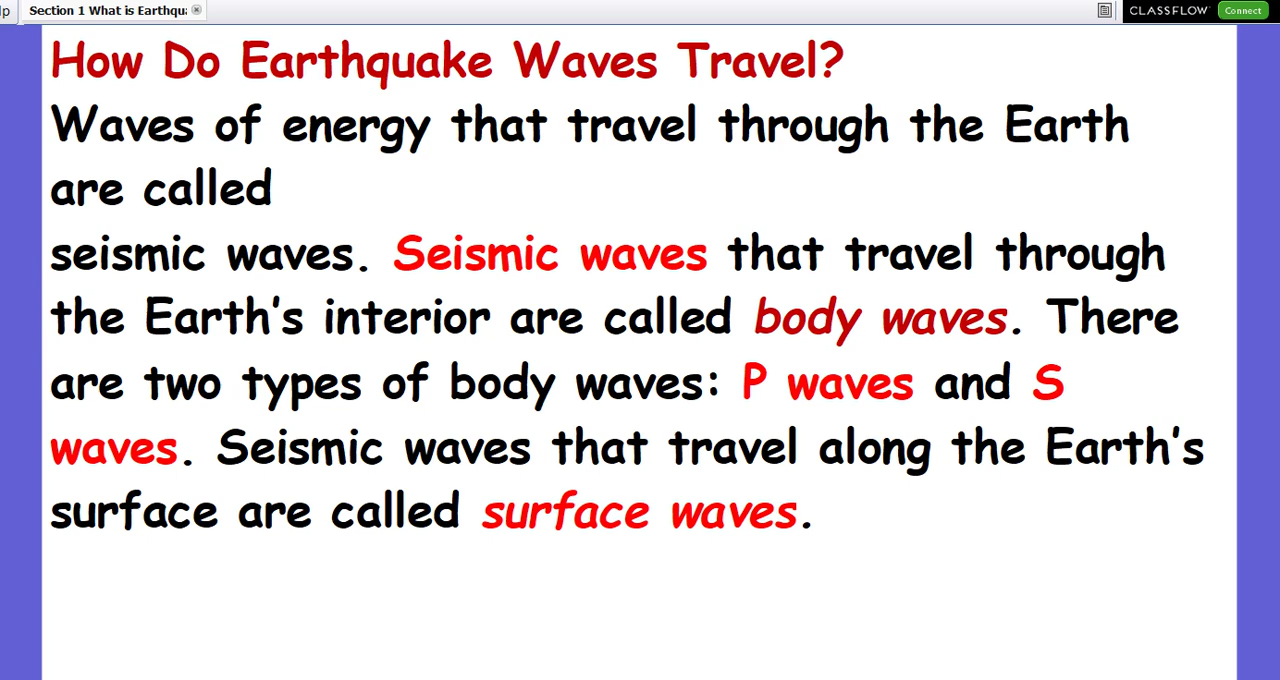 lp
Section 1 What is Earthqu
CLASSFLOW
Connect
How Do Earthquake Waves Travel?
Waves of energy that travel through the Earth
are called
seismic waves. Seismic waves that travel through
the Earth's interior are called body waves. There
are two types of body waves: P waves and S
waves. Seismic waves that travel along the Earth's
surface are called surface waves.